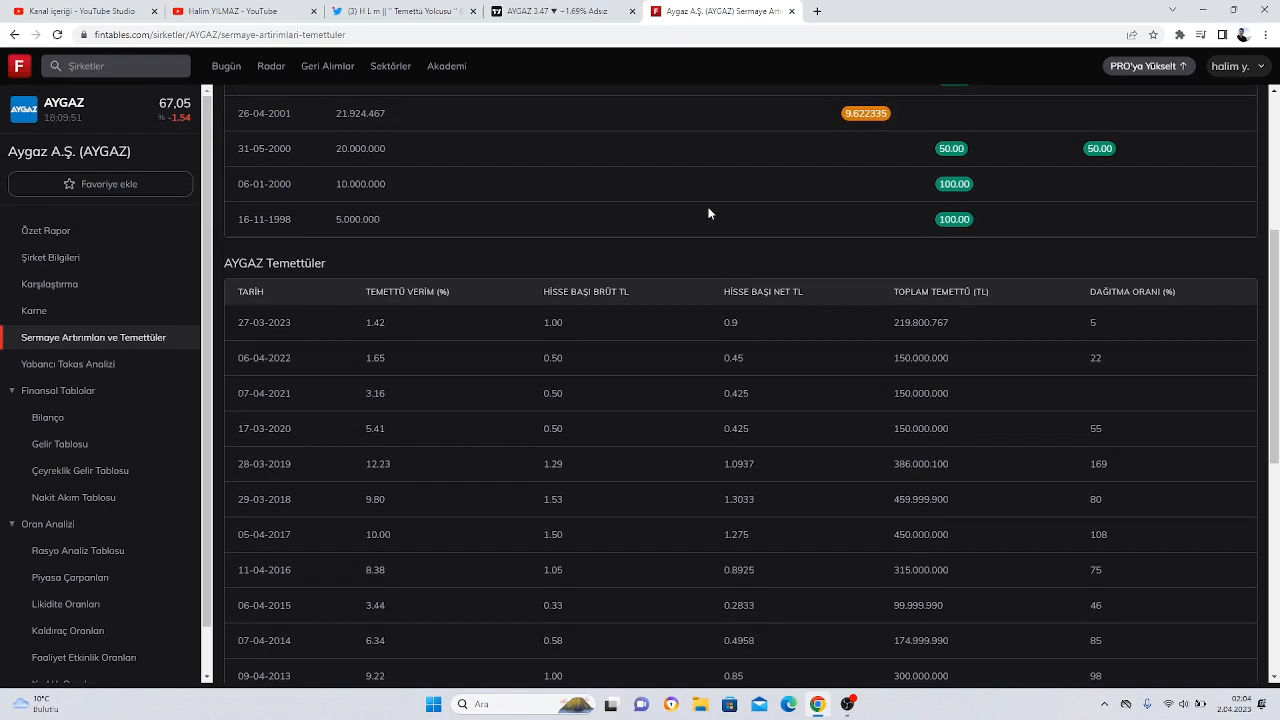 Kanal içeriği - YouTube Studio
Halim YILMAZ - YouTube
(3) H L m || " Temettü Yolcusu " (
AYGAZ 3.47 ▼ −1.69% Adsız
Aygaz A.Ş. (AYGAZ) Sermaye Artı
fintables.com/sirketler/AYGAZ/sermaye-artirimlari-temettuler
Şirketler
Bugün
Radar
Geri Alımlar
Sektörler
Akademi
PRO'ya Yükselt ↑
halim y.
AYGAZ
AYGAZ
67,05
18:09:51
% -1,54
Aygaz A.Ş. (AYGAZ)
Favoriye ekle
Özet Rapor
Şirket Bilgileri
Karşılaştırma
Karne
Sermaye Artırımları ve Temettüler
Yabancı Takas Analizi
Finansal Tablolar
Bilanço
Gelir Tablosu
Çeyreklik Gelir Tablosu
Nakit Akım Tablosu
Oran Analizi
Rasyo Analiz Tablosu
Piyasa Çarpanları
Likidite Oranları
Kaldıraç Oranları
Faaliyet Etkinlik Oranları
26-04-2001 21.924.467 9.622335
31-05-2000 20.000.000 50.00 50.00
06-01-2000 10.000.000 100.00
16-11-1998 5.000.000 100.00
AYGAZ Temettüler
TARİH TEMETTÜ VERİM (%) HİSSE BAŞI BRÜT TL HİSSE BAŞI NET TL TOPLAM TEMETTÜ (TL) DAĞITMA ORANI (%)
27-03-2023 1.42 1.00 0.9 219.800.767 5
06-04-2022 1.65 0.50 0.45 150.000.000 22
07-04-2021 3.16 0.50 0.425 150.000.000
17-03-2020 5.41 0.50 0.425 150.000.000 55
28-03-2019 12.23 1.29 1.0937 386.000.100 169
29-03-2018 9.80 1.53 1.3033 459.999.900 80
05-04-2017 10.00 1.50 1.275 450.000.000 108
11-04-2016 8.38 1.05 0.8925 315.000.000 75
06-04-2015 3.44 0.33 0.2833 99.999.990 46
07-04-2014 6.34 0.58 0.4958 174.999.990 85
09-04-2013 9.22 1.00 0.85 300.000.000 98
10°C
Bulutlu
Ara
02:04
2.04.2023